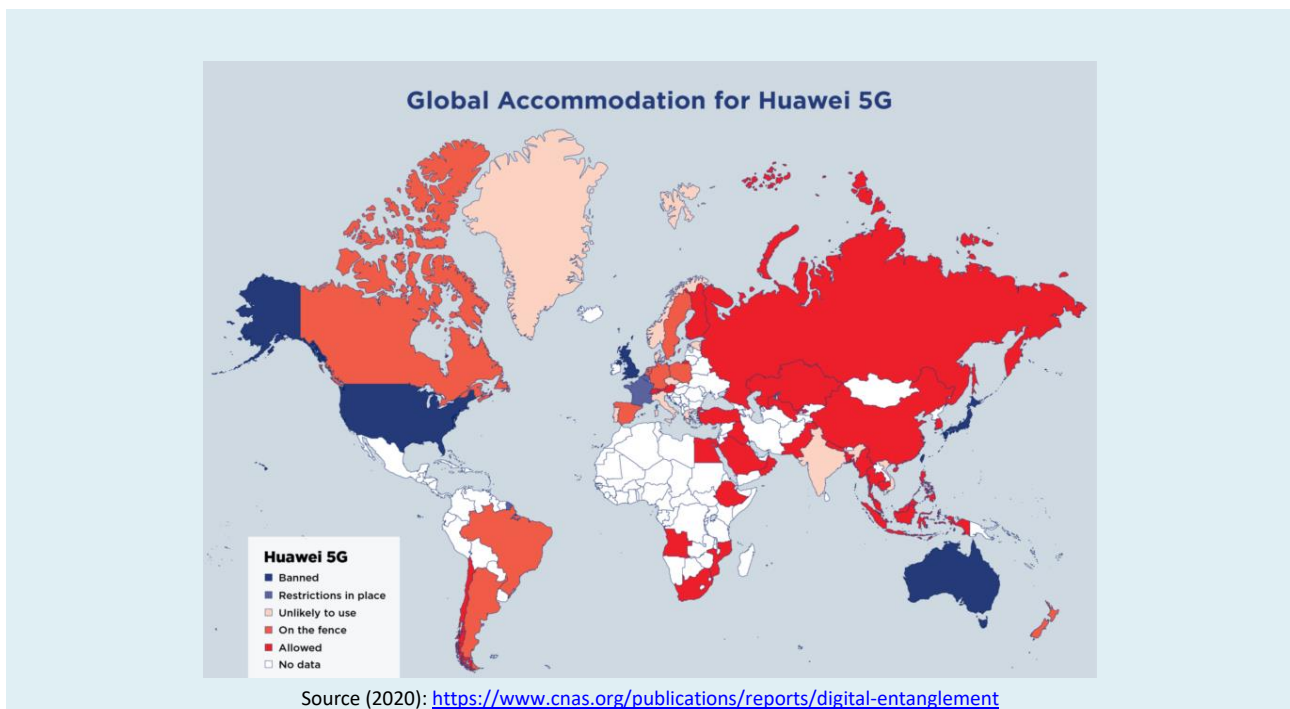 Global Accommodation for Huawei 5G
Huawei 5G
Banned
Restrictions in place
Unlikely to use
On the fence
Allowed
No data
Source (2020): https://www.cnas.org/publications/reports/digital-entanglement